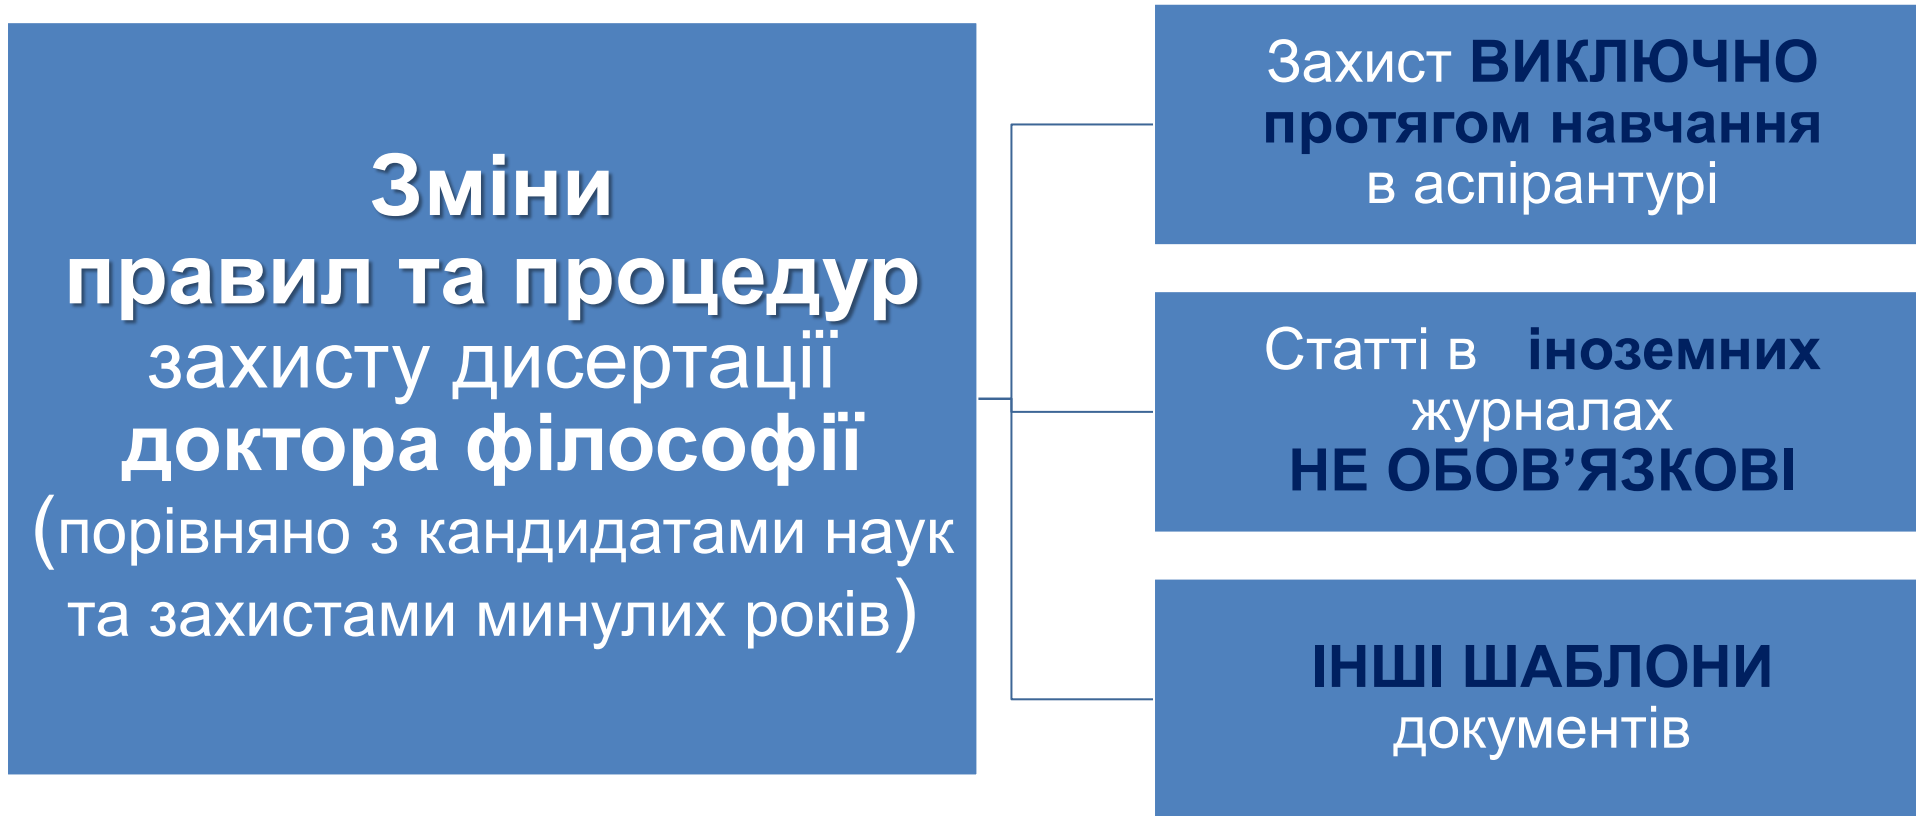 Зміни
правил та процедур
захисту дисертації
доктора філософії
(порівняно з кандидатами наук
та захистами минулих років)
Захист ВИКЛЮЧНО
протягом навчання
в аспірантурі
Статті в іноземних
журналах
НЕ ОБОВ’ЯЗКОВІ
ІНШІ ШАБЛОНИ
документів